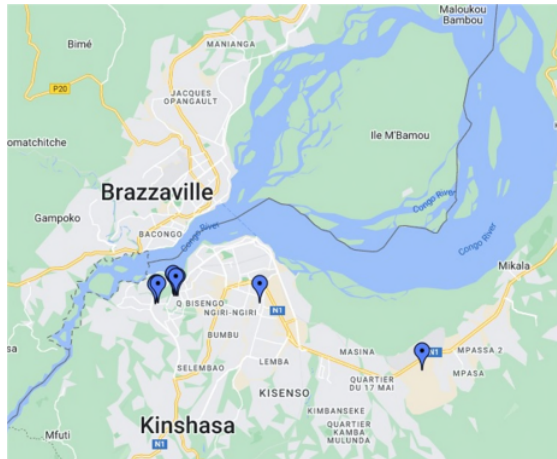 Maloukou
Bambou
Bimé
MANIANGA
P20
JACQUES
OPANGAULT
omatchitche
Ile M'Bamou
Brazzaville
Congo River
Gampoko
Congo River
BACONGO
Congo River
Mikala
Q BISENGO
NGIRI-NGIRI
N1
BUMBU
MASINA
N1
MPASSA 2
SELEMBAO
LEMBA
QUARTIER
DU 17 MAI
MPASA
KISENSO
KIMBANSEKE
Kinshasa
QUARTIER
KAMBA
MULUNDA
Mfuti
N1
sa